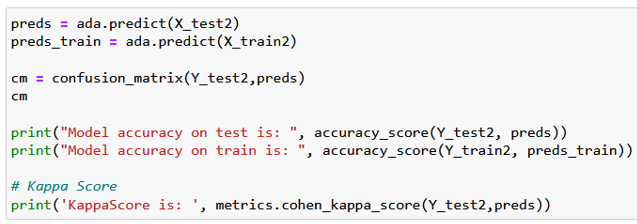 preds = ada.predict(X_test2)
preds_train = ada.predict(X_train2)
cm = confusion_matrix(Y_test2,preds)
cm
print("Model accuracy on test is: ", accuracy_score(Y_test2, preds))
print("Model accuracy on train is: ", accuracy_score(Y_train2, preds_train))
# Kappa Score
print('KappaScore is: ', metrics.cohen_kappa_score(Y_test2,preds))